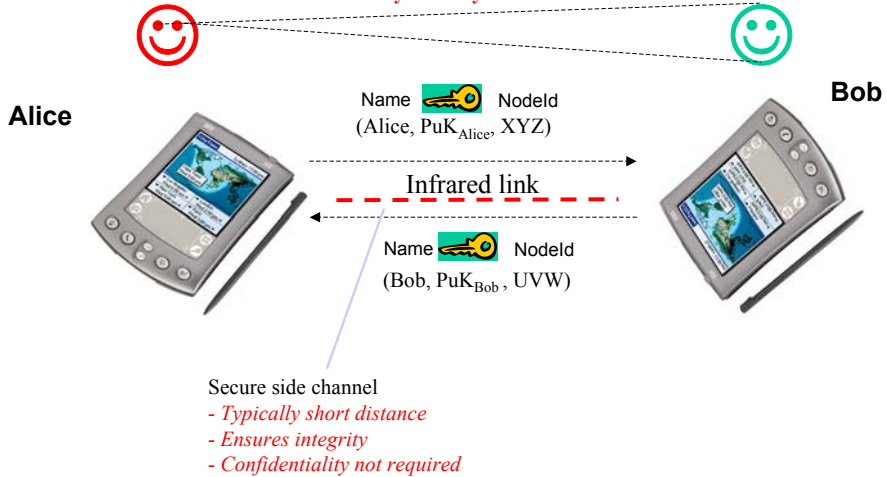 Alice
Bob
Name NodeId
(Alice, PuK_Alice, XYZ)
Infrared link
Name NodeId
(Bob, PuK_Bob , UVW)
Secure side channel
- Typically short distance
- Ensures integrity
- Confidentiality not required